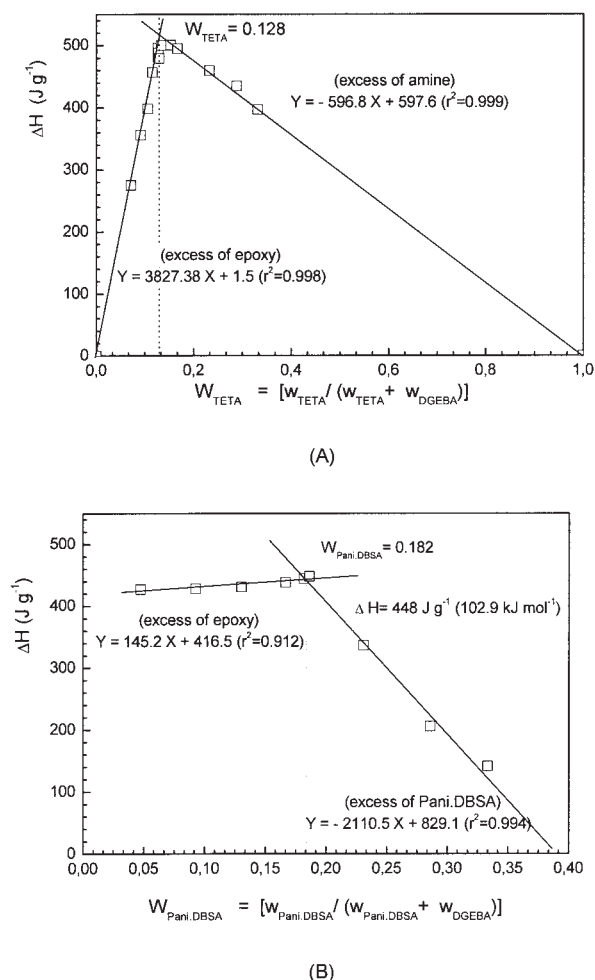 500
400
300
200
100
0
ΔH (J g⁻¹)
W_TETA = 0.128
(excess of amine)
Y = - 596.8 X + 597.6 (r²=0.999)
(excess of epoxy)
Y = 3827.38 X + 1.5 (r²=0.998)
0,0 0,2 0,4 0,6 0,8 1,0
W_TETA = [w_TETA/ (w_TETA+ w_DGEBA)]
(A)
500
400
300
200
100
0
ΔH (J g⁻¹)
W_Pani.DBSA= 0.182
Δ H= 448 J g⁻¹ (102.9 kJ mol⁻¹)
(excess of epoxy)
Y = 145.2 X + 416.5 (r²=0.912)
(excess of Pani.DBSA)
Y = - 2110.5 X + 829.1 (r²=0.994)
0,00 0,05 0,10 0,15 0,20 0,25 0,30 0,35 0,40
W_Pani.DBSA = [w_Pani.DBSA/ (w_Pani.DBSA+ w_DGEBA)]
(B)